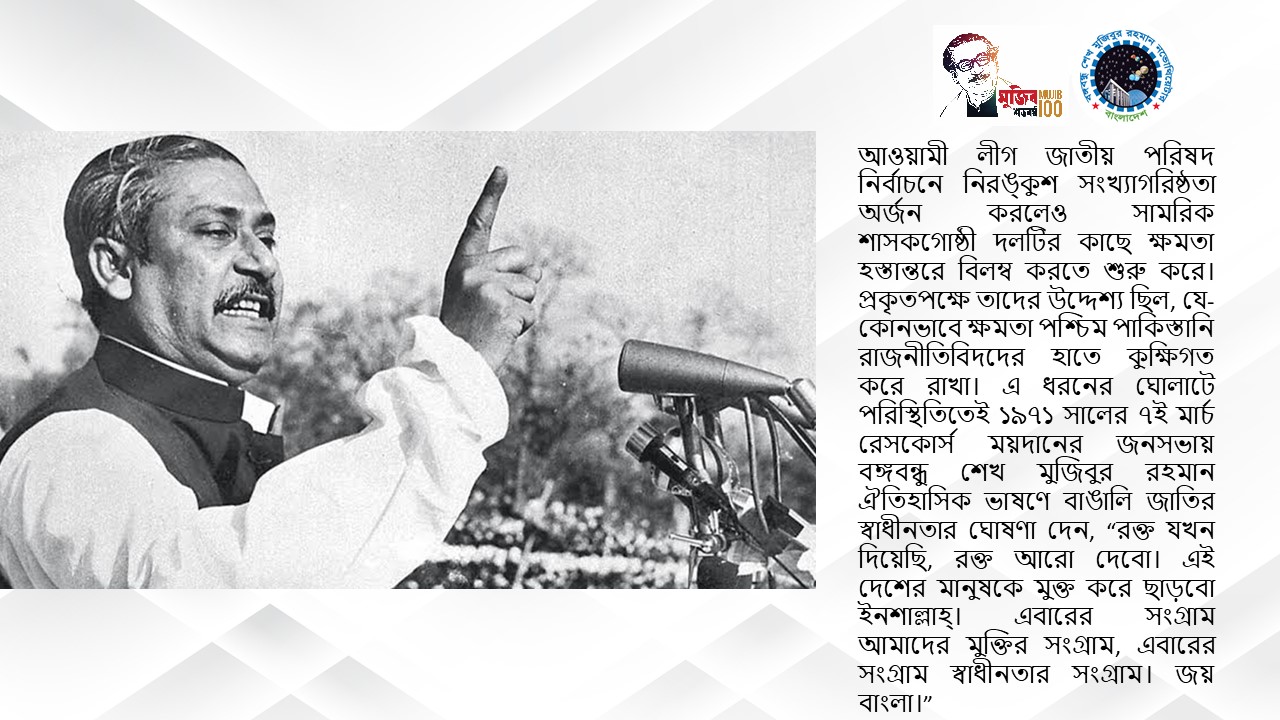 মুজিব MUJIB
শতবর্ষ 100
বঙ্গবন্ধু শেখ মুজিবুর রহমান নভোথিয়েটার
বাংলাদেশ
আওয়ামী লীগ জাতীয় পরিষদ
নির্বাচনে নিরঙ্কুশ সংখ্যাগরিষ্ঠতা
অর্জন করলেও সামরিক
শাসকগোষ্ঠী দলটির কাছে ক্ষমতা
হস্তান্তরে বিলম্ব করতে শুরু করে।
প্রকৃতপক্ষে তাদের উদ্দেশ্য ছিল, যে-
কোনভাবে ক্ষমতা পশ্চিম পাকিস্তানি
রাজনীতিবিদদের হাতে কুক্ষিগত
করে রাখা। এ ধরনের ঘোলাটে
পরিস্থিতিতেই ১৯৭১ সালের ৭ই মার্চ
রেসকোর্স ময়দানের জনসভায়
বঙ্গবন্ধু শেখ মুজিবুর রহমান
ঐতিহাসিক ভাষণে বাঙালি জাতির
স্বাধীনতার ঘোষণা দেন, “রক্ত যখন
দিয়েছি, রক্ত আরো দেবো। এই
দেশের মানুষকে মুক্ত করে ছাড়বো
ইনশাল্লাহ্। এবারের সংগ্রাম
আমাদের মুক্তির সংগ্রাম, এবারের
সংগ্রাম স্বাধীনতার সংগ্রাম। জয়
বাংলা।”